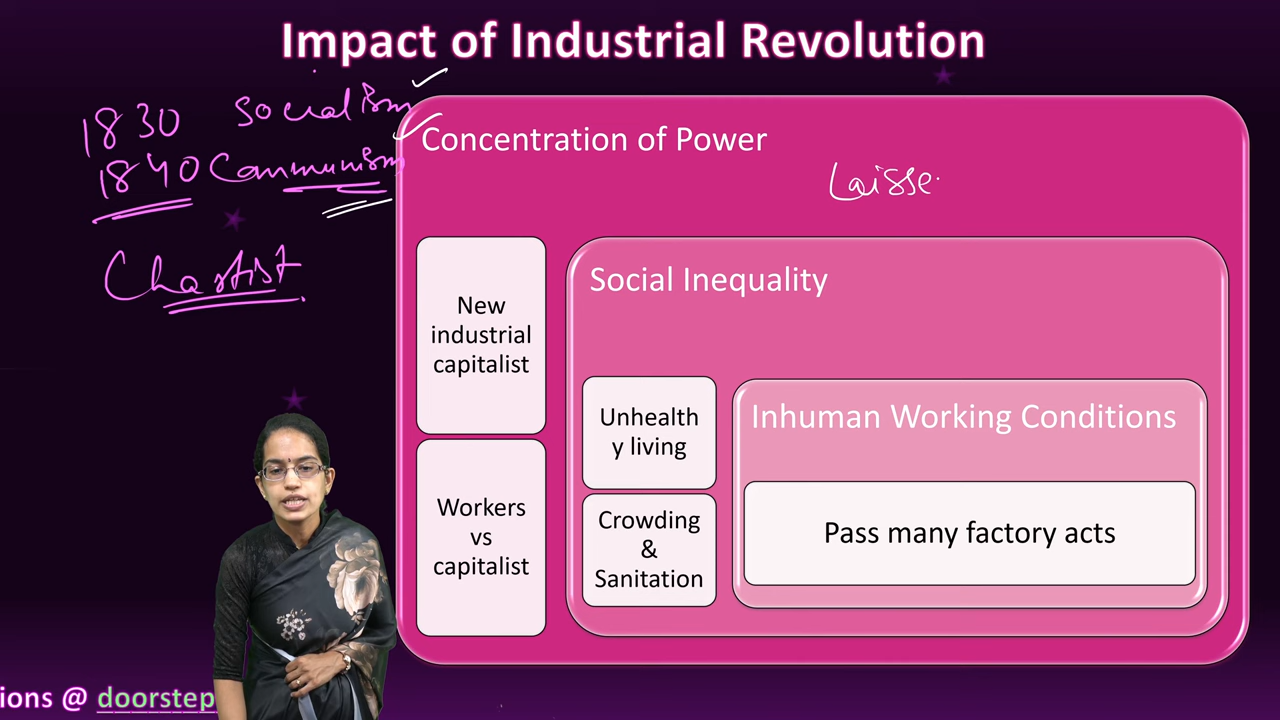 Impact of Industrial Revolution
1830 Socialism
1840 Communism
Chartist
Concentration of Power
Laisse
New
industrial
capitalist
Workers
vs
capitalist
Social Inequality
Unhealth
y living
Crowding
&
Sanitation
Inhuman Working Conditions
Pass many factory acts
ions @ doorstep